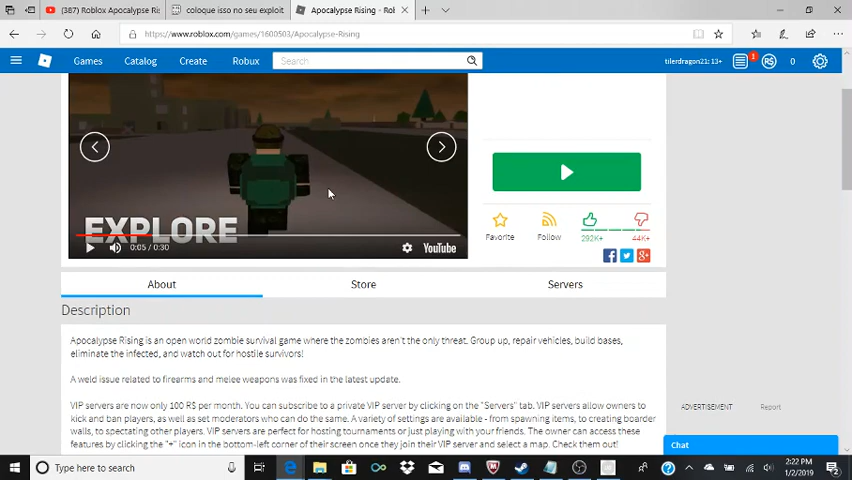 (387) Roblox Apocalypse Ris
coloque isso no seu exploit
Apocalypse Rising - Rob
https://www.roblox.com/games/1600503/Apocalypse-Rising
Games Catalog Create Robux Search tilerdragon21: 13+ 1 R$ 0
EXPLORE
0:05 / 0:30 YouTube
Favorite Follow 292K+ 44K+
About Store Servers
Description
Apocalypse Rising is an open world zombie survival game where the zombies aren't the only threat. Group up, repair vehicles, build bases,
eliminate the infected, and watch out for hostile survivors!
A weld issue related to firearms and melee weapons was fixed in the latest update.
VIP servers are now only 100 R$ per month. You can subscribe to a private VIP server by clicking on the "Servers" tab. VIP servers allow owners to
kick and ban players, as well as set moderators who can do the same. A variety of settings are available - from spawning items, to creating boarder
walls, to spectating other players. VIP servers are perfect for hosting tournaments or just playing with your friends. The owner can access these
features by clicking the "+" icon in the bottom-left corner of their screen once they join their VIP server and select a map. Check them out!
ADVERTISEMENT Report
Chat
Type here to search
2:22 PM
1/2/2019
2